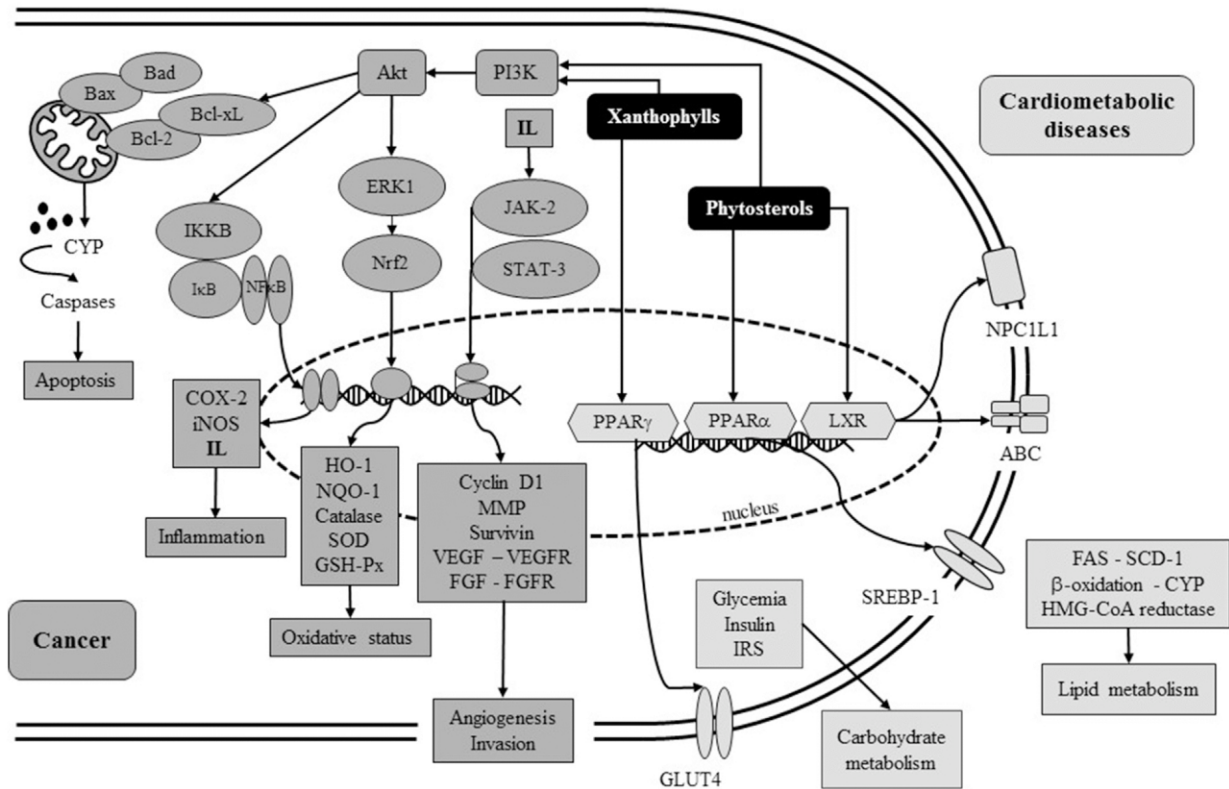 Bad
Bax
Bcl-xL
Bcl-2
CYP
Caspases
Apoptosis
Akt
PI3K
Xanthophylls
Phytosterols
Cardiometabolic
diseases
IL
ERK1
JAK-2
STAT-3
IKKB
IκB
NFκB
Nrf2
COX-2
iNOS
IL
Inflammation
HO-1
NQO-1
Catalase
SOD
GSH-Px
Oxidative status
Cyclin D1
MMP
Survivin
VEGF – VEGFR
FGF - FGFR
Angiogenesis
Invasion
PPARγ
PPARα
LXR
nucleus
NPC1L1
ABC
SREBP-1
GLUT4
Glycemia
Insulin
IRS
Carbohydrate
metabolism
FAS - SCD-1
β-oxidation - CYP
HMG-CoA reductase
Lipid metabolism
Cancer